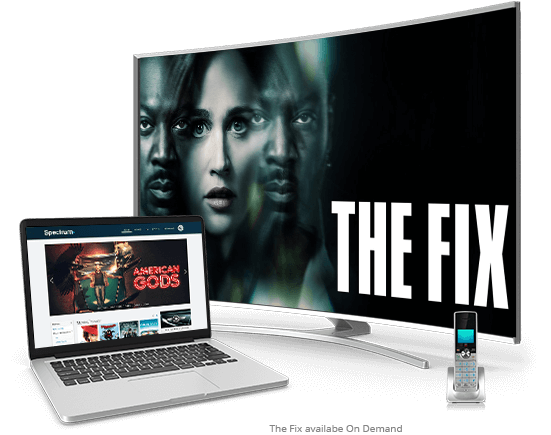 THE FIX
Spectrum
AMERICAN
GODS
The Fix availabe On Demand